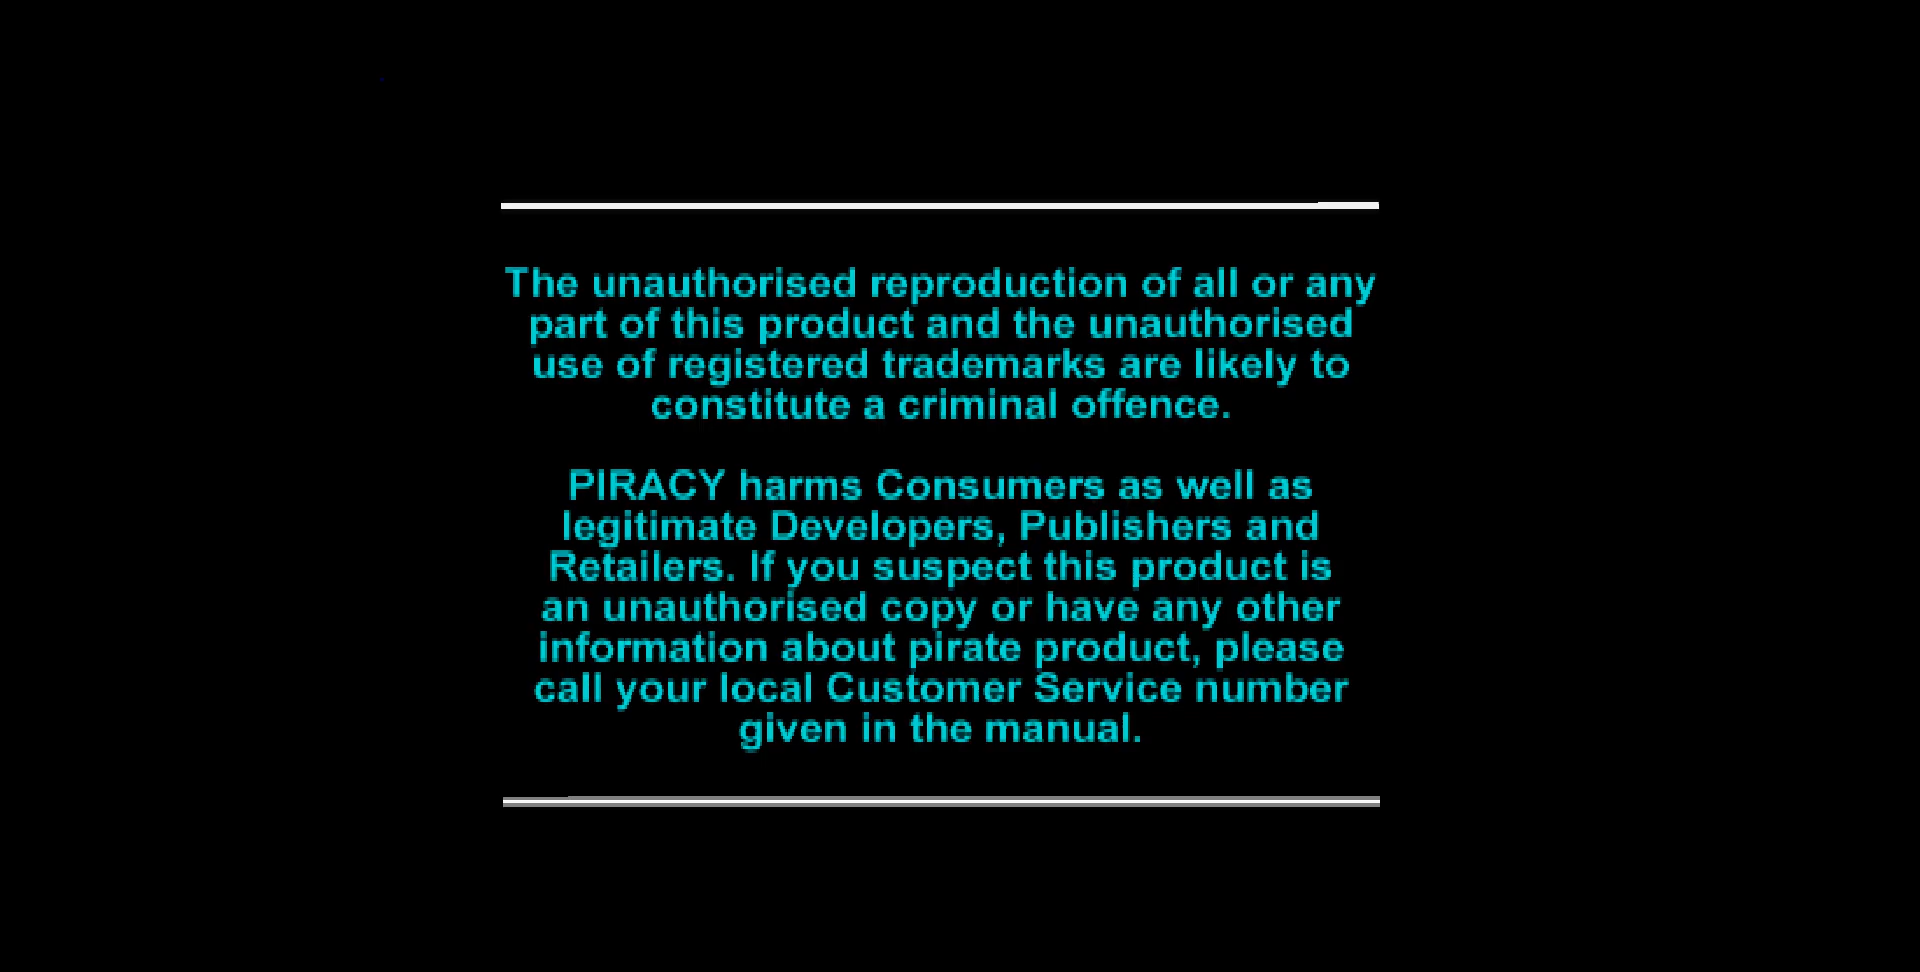 The unauthorised reproduction of all or any
part of this product and the unauthorised
use of registered trademarks are likely to
constitute a criminal offence.
PIRACY harms Consumers as well as
legitimate Developers, Publishers and
Retailers. If you suspect this product is
an unauthorised copy or have any other
information about pirate product, please
call your local Customer Service number
given in the manual.